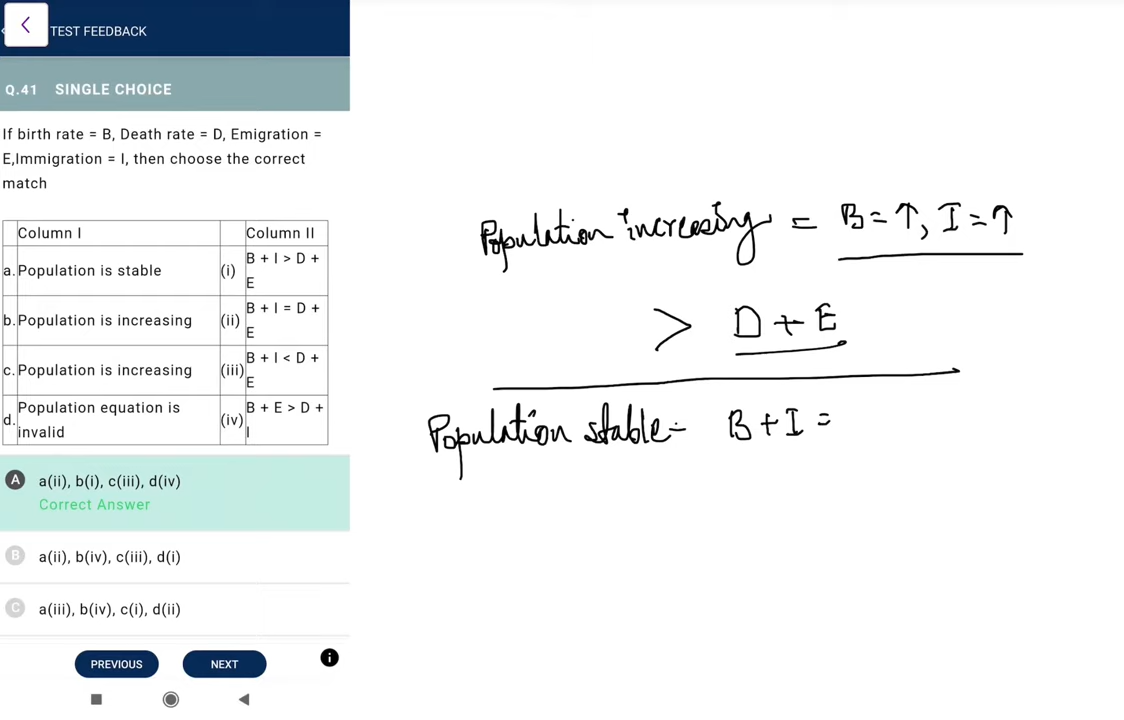 TEST FEEDBACK
Q.41 SINGLE CHOICE
If birth rate = B, Death rate = D, Emigration =
E,Immigration = I, then choose the correct
match
Column I Column II
a. Population is stable (i) B + I > D +
E
b. Population is increasing (ii) B + I = D +
E
c. Population is increasing (iii) B + I < D +
E
d. Population equation is
invalid (iv) B + E > D +
I
A a(ii), b(i), c(iii), d(iv)
Correct Answer
B a(ii), b(iv), c(iii), d(i)
C a(iii), b(iv), c(i), d(ii)
PREVIOUS NEXT
Population increasing = B = ↑, I = ↑
> D + E
Population stable - B + I =